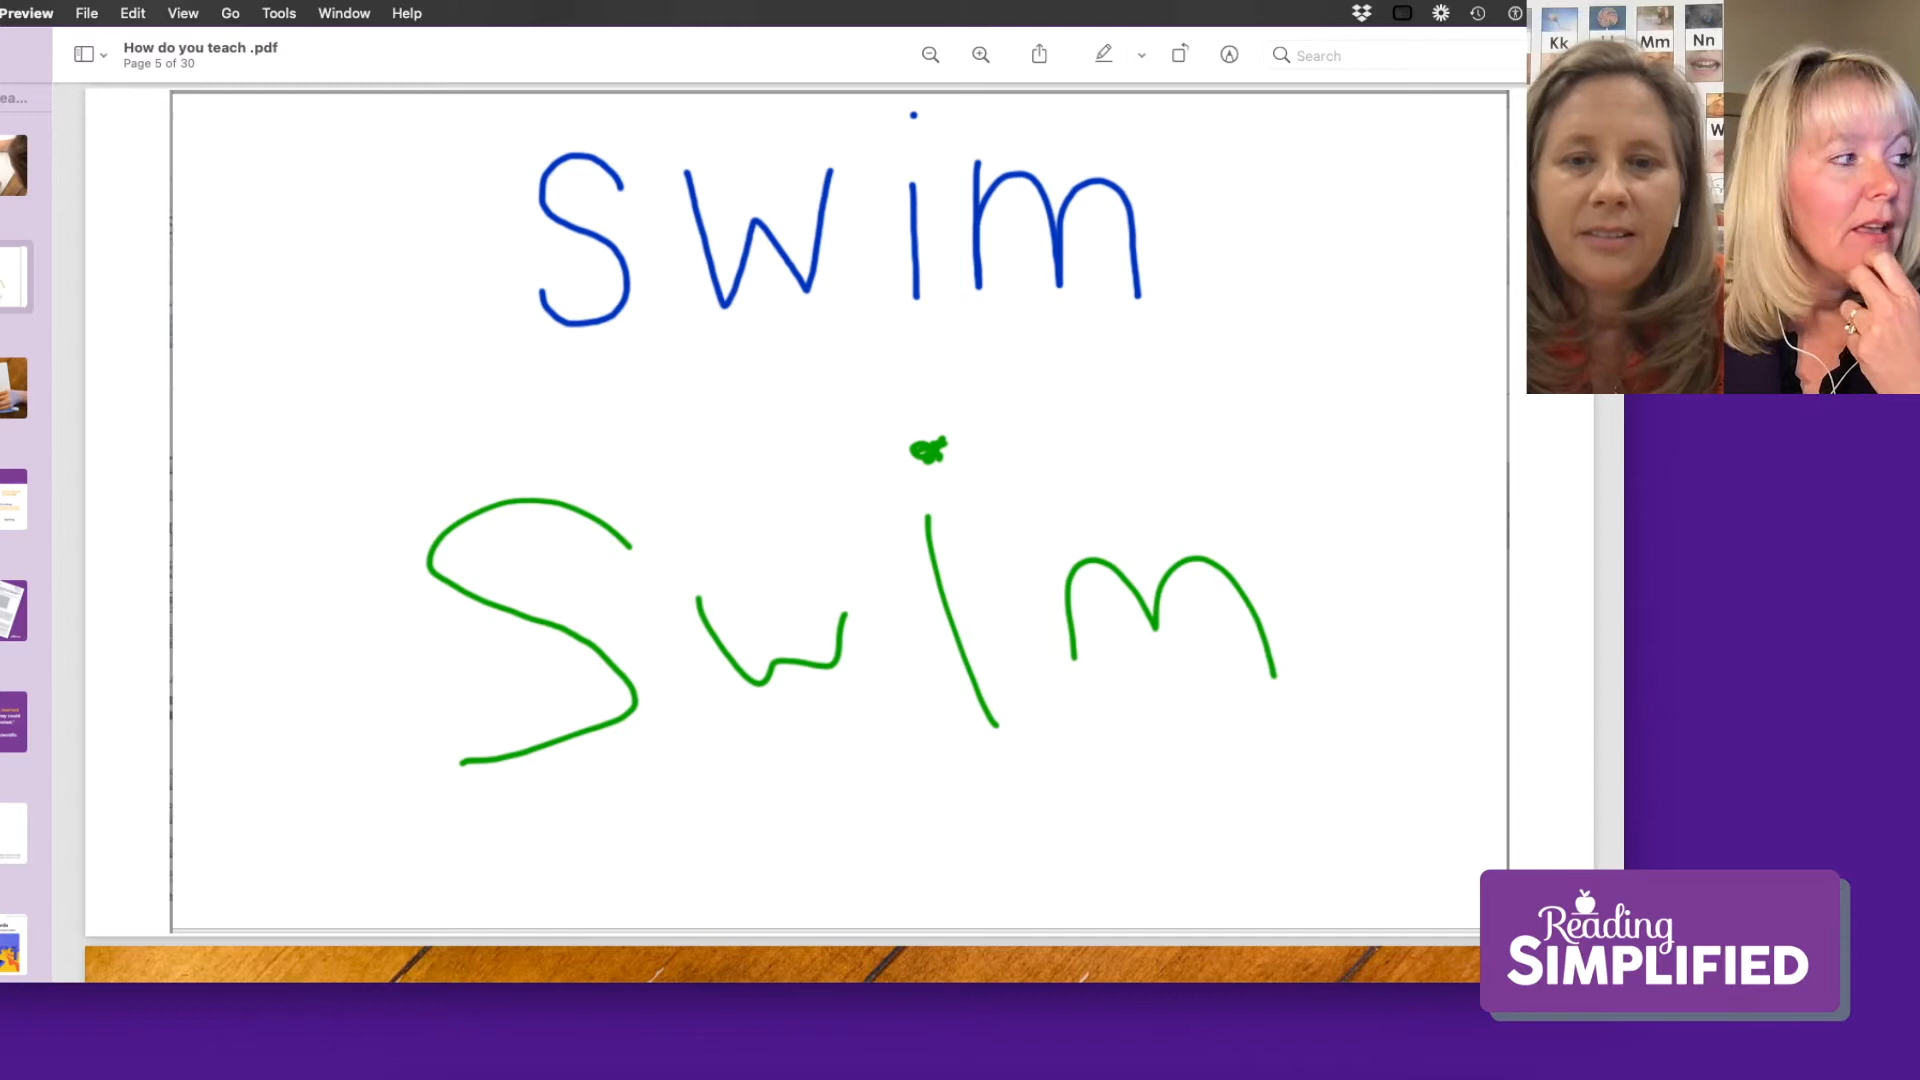 Preview File Edit View Go Tools Window Help
How do you teach .pdf
Page 5 of 30
Search
Kk Mm Nn
W
ea...
swim
Swim
Reading
SIMPLIFIED